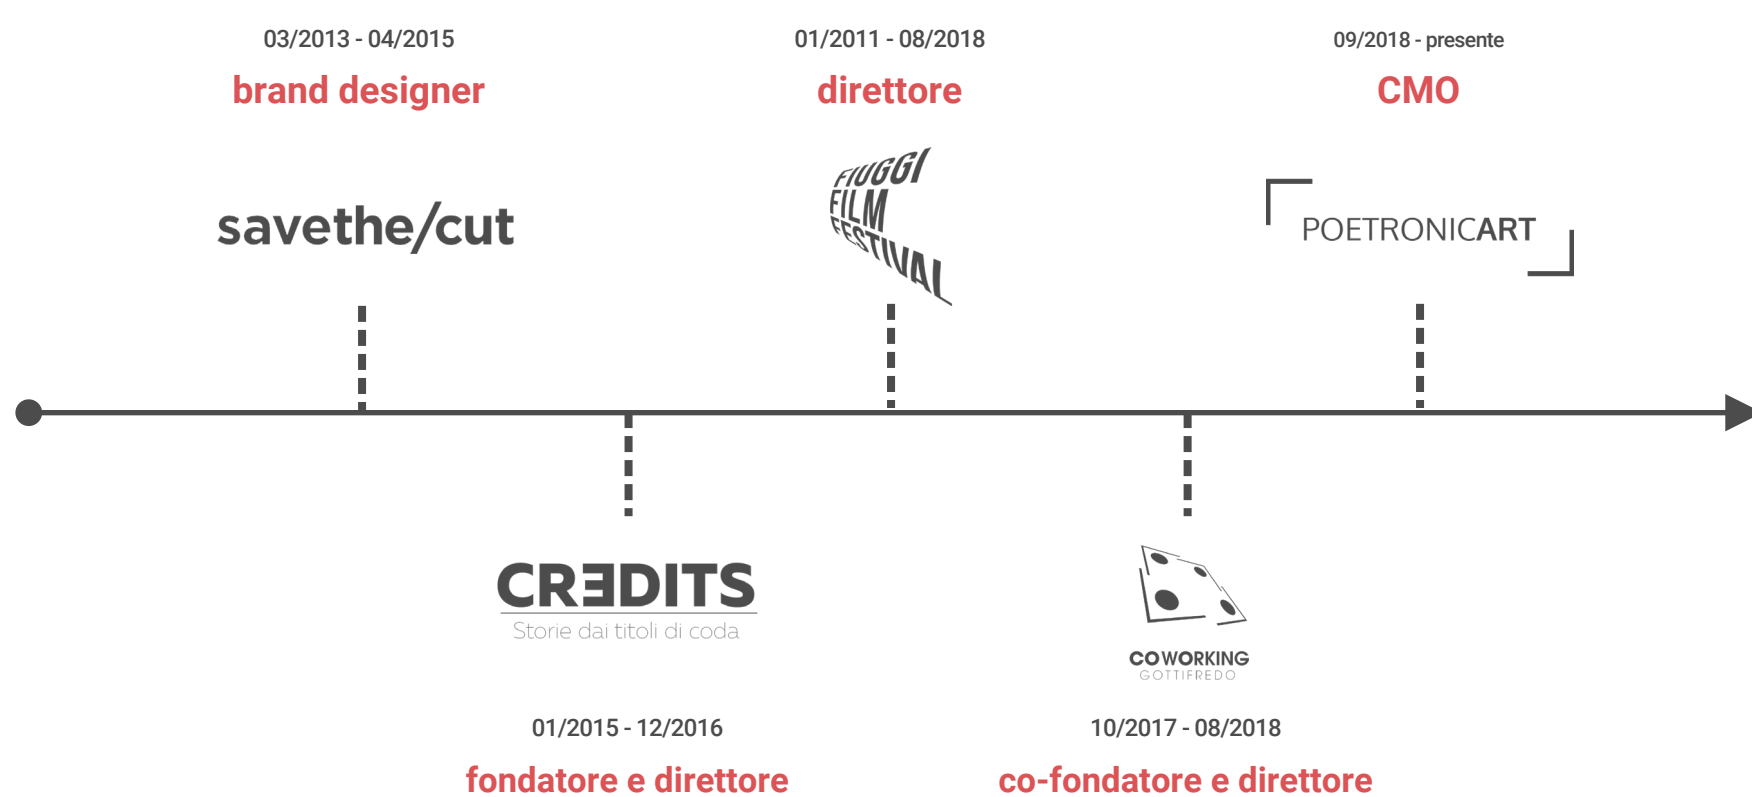 03/2013 - 04/2015
brand designer
savethe/cut
01/2011 - 08/2018
direttore
FIUGGI
FILM
FESTIVAL
09/2018 - presente
CMO
POETRONICART
CRƎDITS
Storie dai titoli di coda
01/2015 - 12/2016
fondatore e direttore
COWORKING
GOTTIFREDO
10/2017 - 08/2018
co-fondatore e direttore